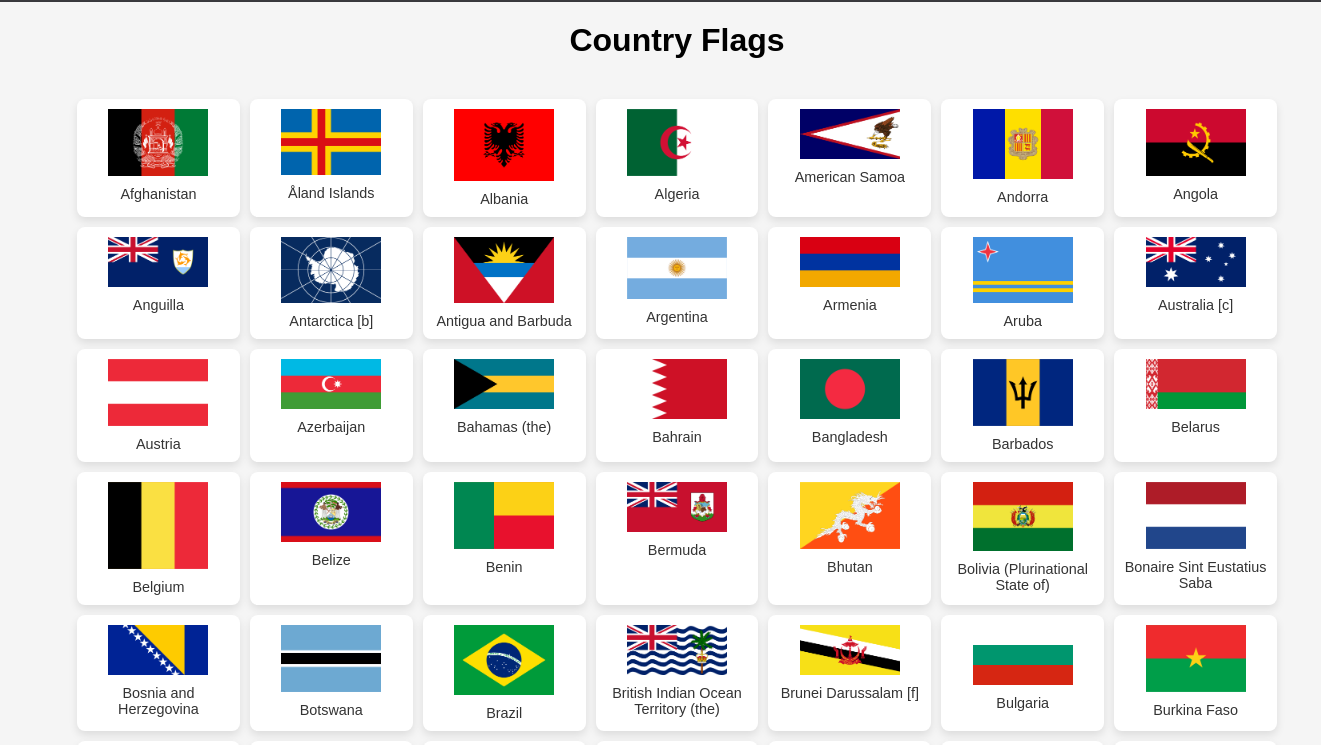 Country Flags
Afghanistan
Åland Islands
Albania
Algeria
American Samoa
Andorra
Angola
Anguilla
Antarctica [b]
Antigua and Barbuda
Argentina
Armenia
Aruba
Australia [c]
Austria
Azerbaijan
Bahamas (the)
Bahrain
Bangladesh
Barbados
Belarus
Belgium
Belize
Benin
Bermuda
Bhutan
Bolivia (Plurinational
State of)
Bonaire Sint Eustatius
Saba
Bosnia and
Herzegovina
Botswana
Brazil
British Indian Ocean
Territory (the)
Brunei Darussalam [f]
Bulgaria
Burkina Faso